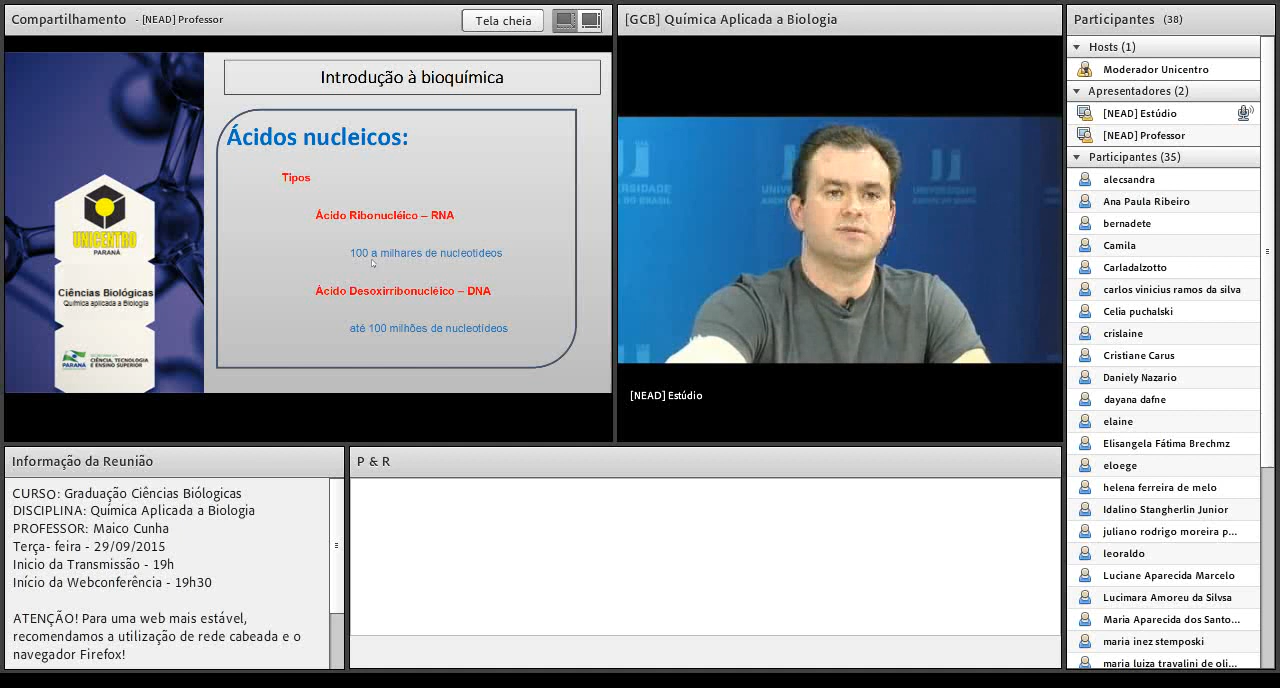 Compartilhamento - [NEAD] Professor
Tela cheia
Introdução à bioquímica
Ácidos nucleicos:
Tipos
Ácido Ribonucléico – RNA
100 a milhares de nucleotídeos
Ácido Desoxirribonucléico – DNA
até 100 milhões de nucleotídeos
UNICENTRO
PARANÁ
Ciências Biológicas
Química aplicada a Biologia
PARANÁ
CIÊNCIA, TECNOLOGIA
E ENSINO SUPERIOR
[GCB] Química Aplicada a Biologia
[NEAD] Estúdio
Participantes (38)
Hosts (1)
Moderador Unicentro
Apresentadores (2)
[NEAD] Estúdio
[NEAD] Professor
Participantes (35)
alecsandra
Ana Paula Ribeiro
bernadete
Camila
Carladalzotto
carlos vinicius ramos da silva
Celia puchalski
crislaine
Cristiane Carus
Daniely Nazario
dayana dafne
elaine
Elisangela Fátima Brechmz
eloege
helena ferreira de melo
Idalino Stangherlin Junior
juliano rodrigo moreira p...
leoraldo
Luciane Aparecida Marcelo
Lucimara Amoreu da Silvsa
Maria Aparecida dos Santo...
maria inez stemposki
maria luiza travalini de oli...
Informação da Reunião
CURSO: Graduação Ciências Biólogicas
DISCIPLINA: Química Aplicada a Biologia
PROFESSOR: Maico Cunha
Terça- feira - 29/09/2015
Inicio da Transmissão - 19h
Início da Webconferência - 19h30
ATENÇÃO! Para uma web mais estável,
recomendamos a utilização de rede cabeada e o
navegador Firefox!
P & R